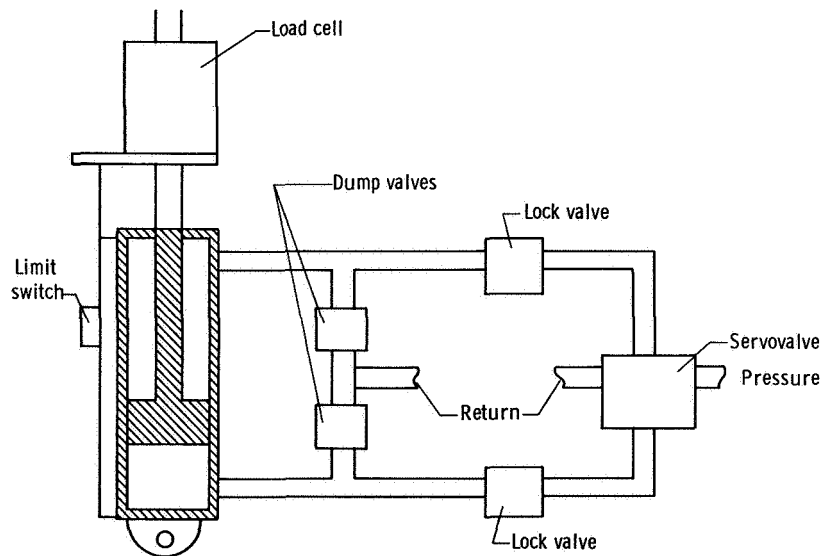 Load cell
Dump valves
Lock valve
Limit
switch
Servovalve
Pressure
Return
Lock valve